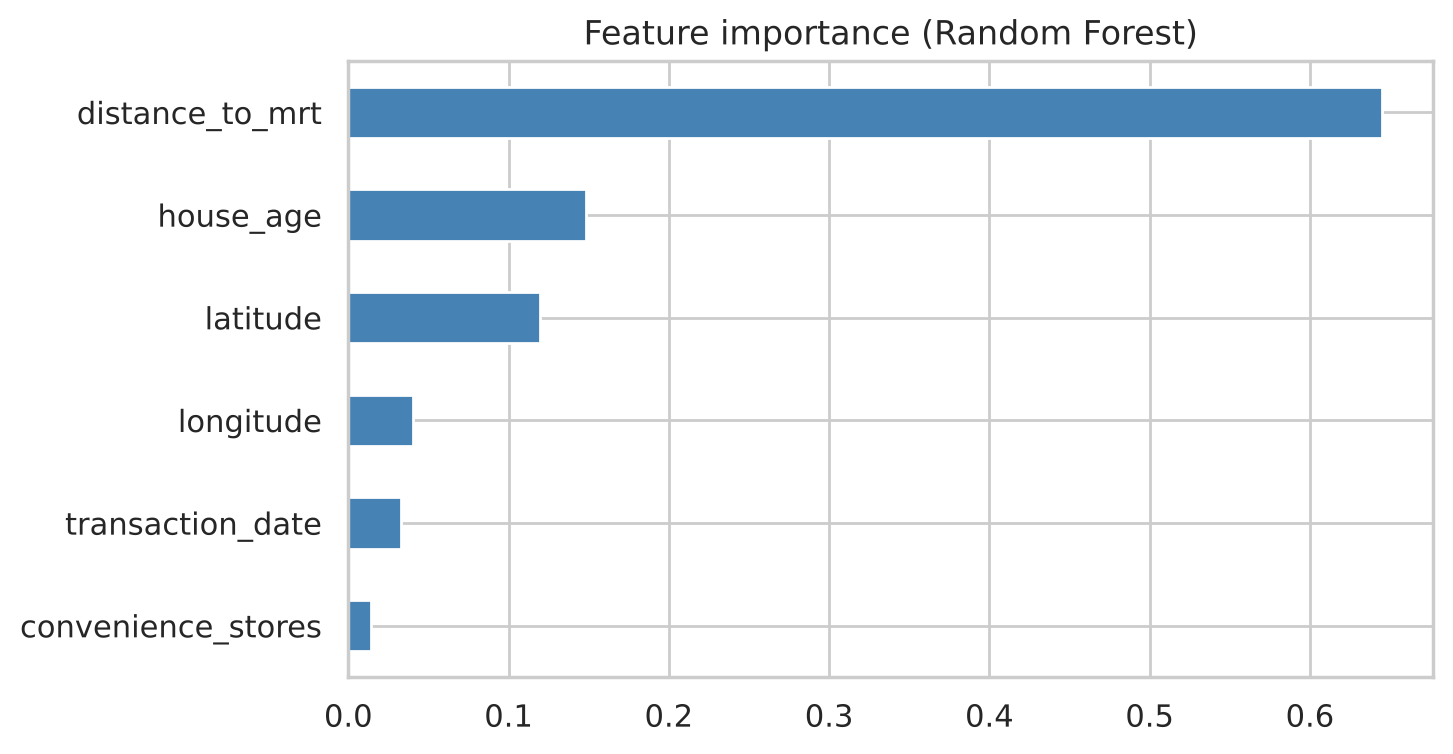 Feature importance (Random Forest)
distance_to_mrt
house_age
latitude
longitude
transaction_date
convenience_stores
0.0 0.1 0.2 0.3 0.4 0.5 0.6